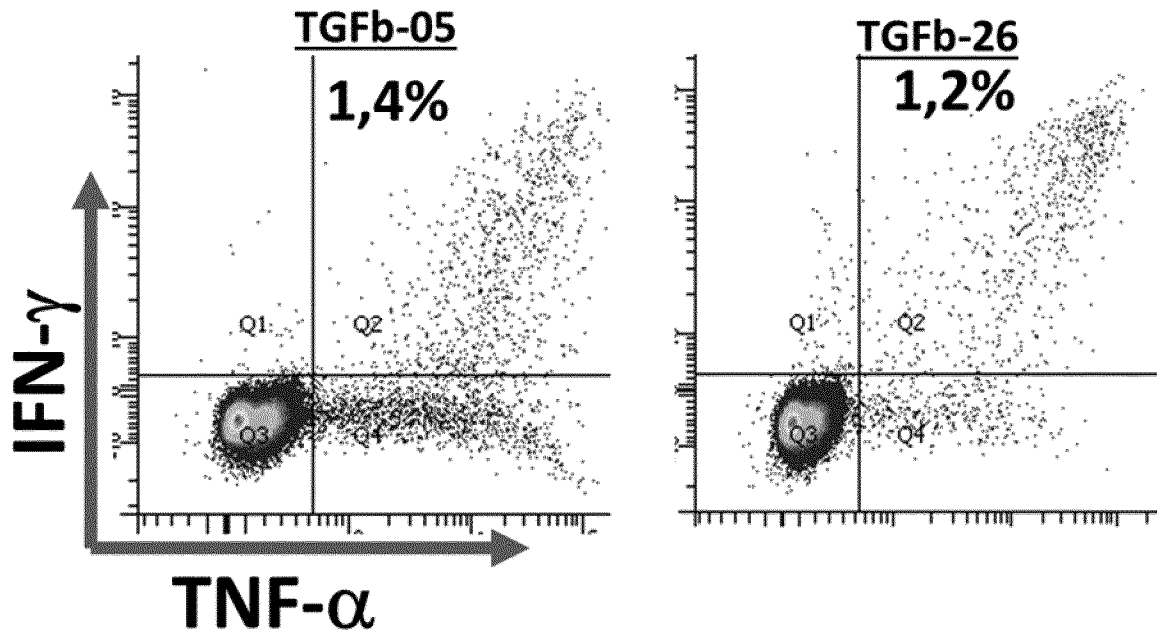 TGFb-05
1,4%
Q1
Q2
Q3
Q4
TGFb-26
1,2%
Q1
Q2
Q3
Q4
IFN-γ
TNF-α